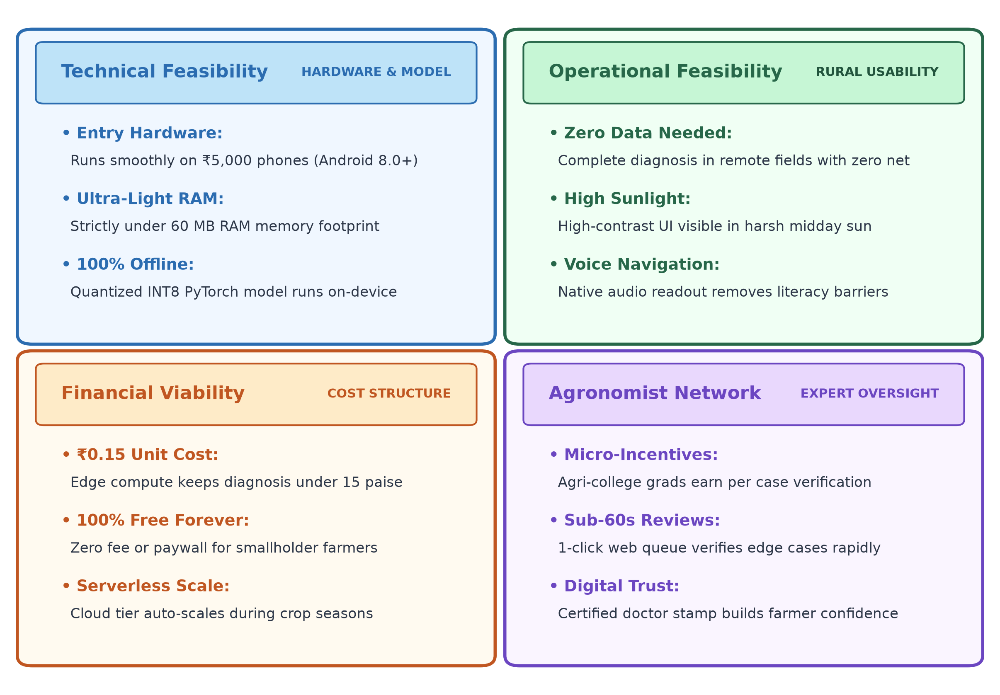 Technical Feasibility HARDWARE & MODEL
• Entry Hardware:
Runs smoothly on ₹5,000 phones (Android 8.0+)
• Ultra-Light RAM:
Strictly under 60 MB RAM memory footprint
• 100% Offline:
Quantized INT8 PyTorch model runs on-device
Operational Feasibility RURAL USABILITY
• Zero Data Needed:
Complete diagnosis in remote fields with zero net
• High Sunlight:
High-contrast UI visible in harsh midday sun
• Voice Navigation:
Native audio readout removes literacy barriers
Financial Viability COST STRUCTURE
• ₹0.15 Unit Cost:
Edge compute keeps diagnosis under 15 paise
• 100% Free Forever:
Zero fee or paywall for smallholder farmers
• Serverless Scale:
Cloud tier auto-scales during crop seasons
Agronomist Network EXPERT OVERSIGHT
• Micro-Incentives:
Agri-college grads earn per case verification
• Sub-60s Reviews:
1-click web queue verifies edge cases rapidly
• Digital Trust:
Certified doctor stamp builds farmer confidence